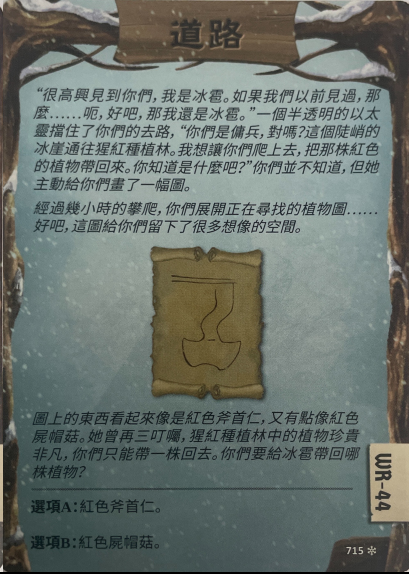 道路
“很高興見到你們，我是冰雹。如果我們以前見過，那
麼……呃，好吧，那我還是冰雹。”一個半透明的以太
靈擋住了你們的去路，“你們是傭兵，對嗎？這個陡峭的
冰崖通往猩紅種植林。我想讓你們爬上去，把那株紅色
的植物帶回來。你知道是什麼吧？”你們並不知道，但她
主動給你們畫了一幅圖。
經過幾小時的攀爬，你們展開正在尋找的植物圖……
好吧，這圖給你們留下了很多想像的空間。
圖上的東西看起來像是紅色斧首仁，又有點像紅色
屍帽菇。她曾再三叮囑，猩紅種植林中的植物珍貴
非凡，你們只能帶一株回去。你們要給冰雹帶回哪
株植物？
選項A：紅色斧首仁。
選項B：紅色屍帽菇。
WR-44
715